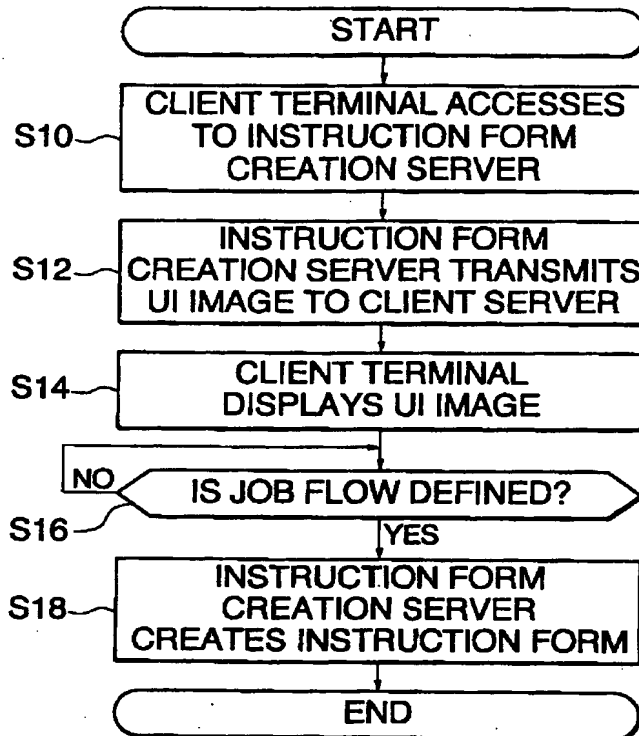 START
S10
CLIENT TERMINAL ACCESSES
TO INSTRUCTION FORM
CREATION SERVER
S12
INSTRUCTION FORM
CREATION SERVER TRANSMITS
UI IMAGE TO CLIENT SERVER
S14
CLIENT TERMINAL
DISPLAYS UI IMAGE
NO
IS JOB FLOW DEFINED?
S16
YES
S18
INSTRUCTION FORM
CREATION SERVER
CREATES INSTRUCTION FORM
END